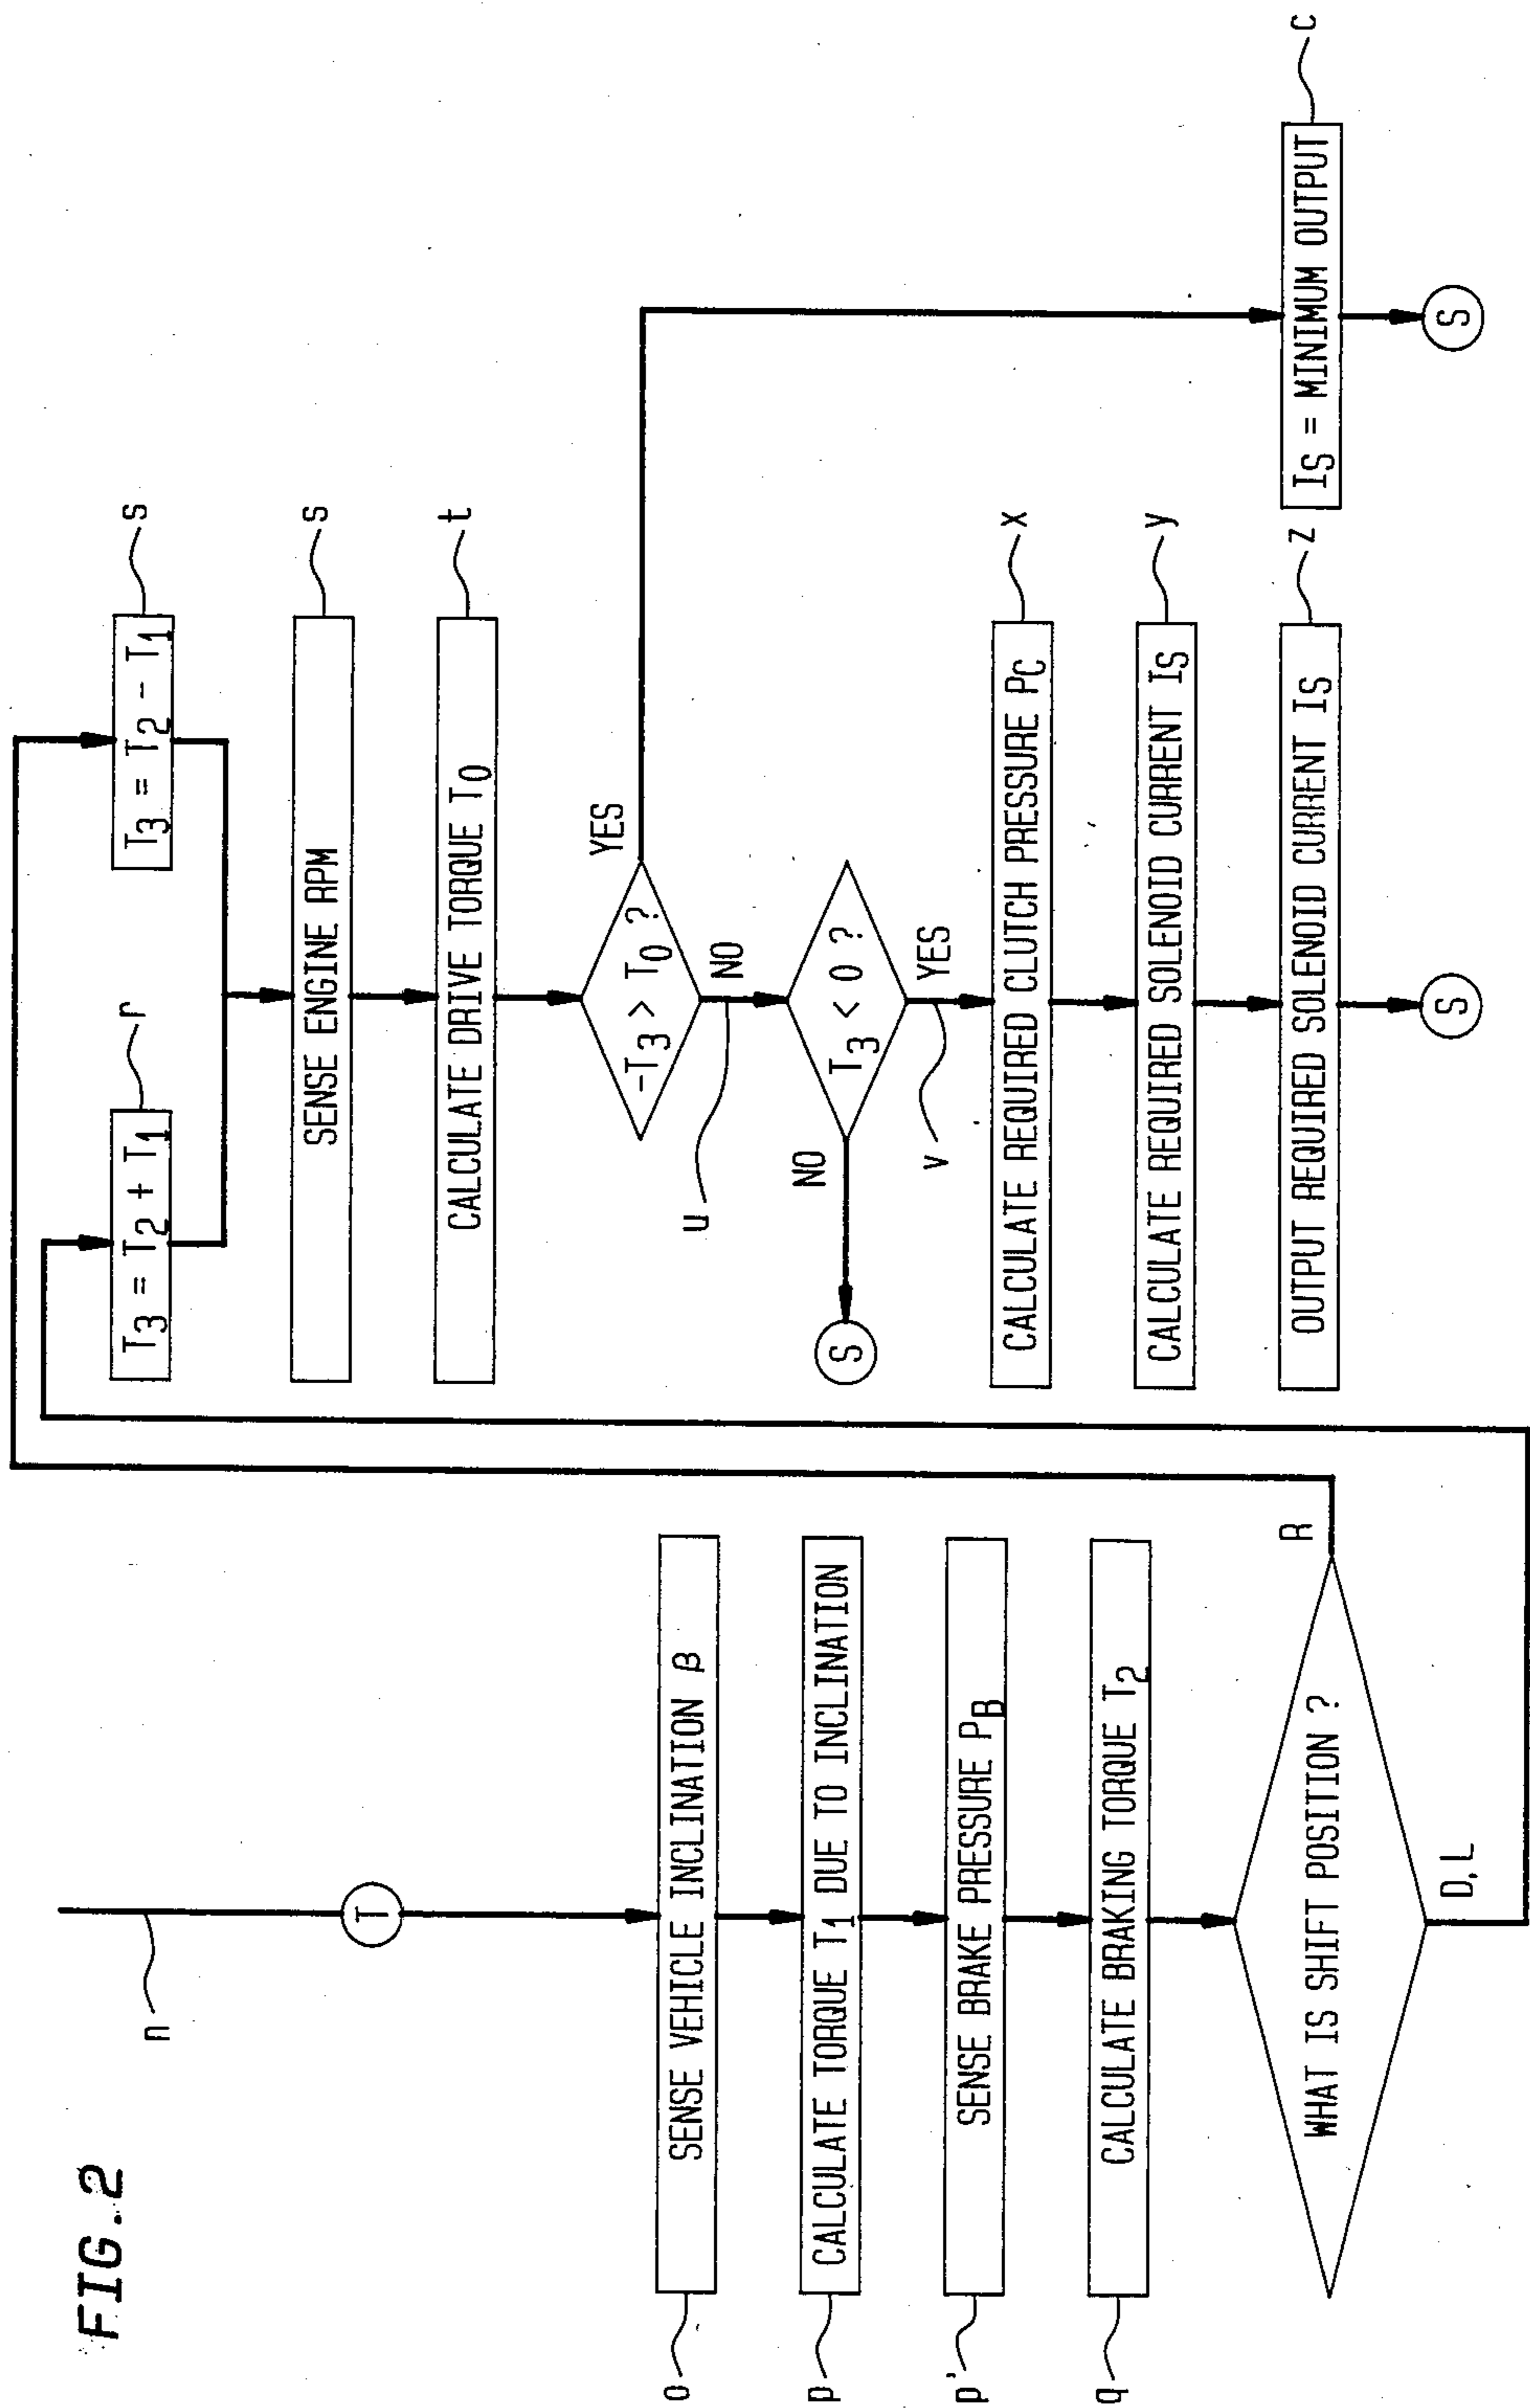 FIG. 2
n
T
o
SENSE VEHICLE INCLINATION β
p
CALCULATE TORQUE T1 DUE TO INCLINATION
p'
SENSE BRAKE PRESSURE PB
q
CALCULATE BRAKING TORQUE T2
WHAT IS SHIFT POSITION ?
R
D, L
T3 = T2 + T1
r
T3 = T2 - T1
s
SENSE ENGINE RPM
s
CALCULATE DRIVE TORQUE T0
t
-T3 > T0 ?
YES
u
NO
T3 < 0 ?
NO
S
v
YES
CALCULATE REQUIRED CLUTCH PRESSURE PC
x
CALCULATE REQUIRED SOLENOID CURRENT IS
y
OUTPUT REQUIRED SOLENOID CURRENT IS
z
S
IS = MINIMUM OUTPUT
C
S